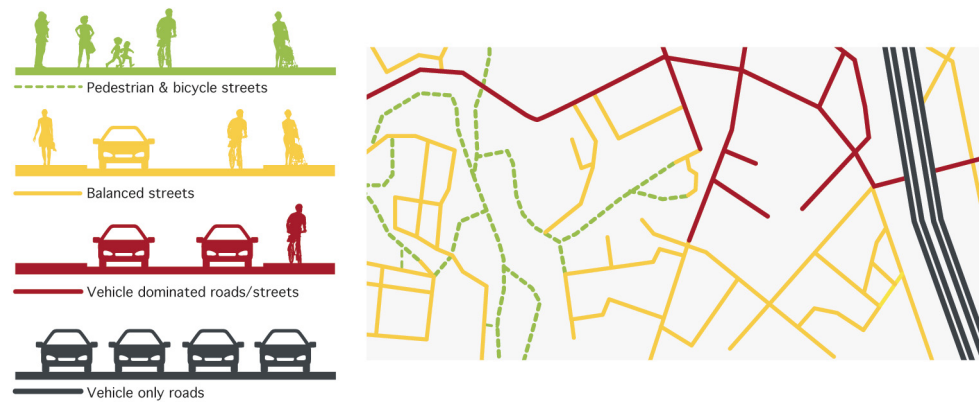 Pedestrian & bicycle streets
Balanced streets
Vehicle dominated roads/streets
Vehicle only roads